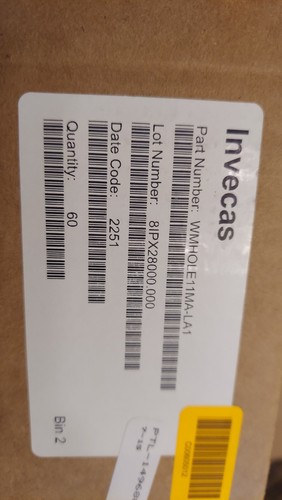 Invecas
Part Number: WMHOLE11MA-LA1
Lot Number: 8IPX28000.000
Date Code: 2251
Quantity: 60
Bin 2